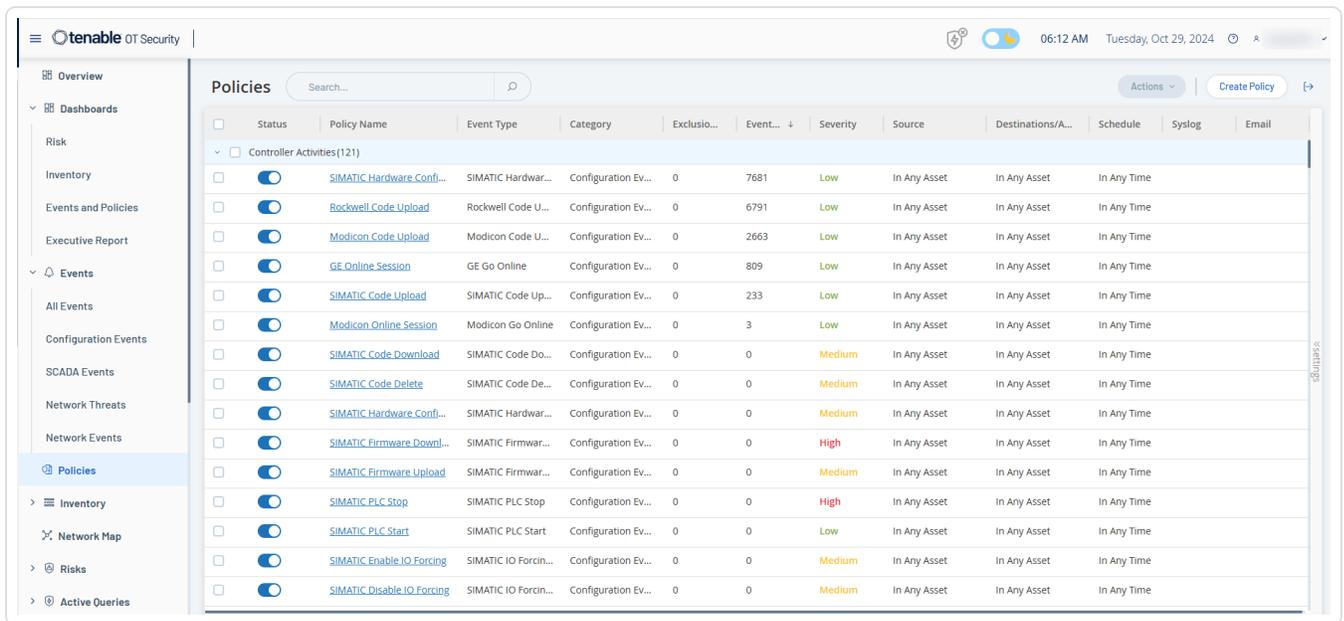 tenable OT Security
06:12 AM Tuesday, Oct 29, 2024
Overview
Dashboards
Risk
Inventory
Events and Policies
Executive Report
Events
All Events
Configuration Events
SCADA Events
Network Threats
Network Events
Policies
Inventory
Network Map
Risks
Active Queries
Policies Search... Actions Create Policy
Status Policy Name Event Type Category Exclusio... Event... Severity Source Destinations/A... Schedule Syslog Email
Controller Activities (121)
SIMATIC Hardware Confi... SIMATIC Hardwar... Configuration Ev... 0 7681 Low In Any Asset In Any Asset In Any Time
Rockwell Code Upload Rockwell Code U... Configuration Ev... 0 6791 Low In Any Asset In Any Asset In Any Time
Modicon Code Upload Modicon Code U... Configuration Ev... 0 2663 Low In Any Asset In Any Asset In Any Time
GE Online Session GE Go Online Configuration Ev... 0 809 Low In Any Asset In Any Asset In Any Time
SIMATIC Code Upload SIMATIC Code Up... Configuration Ev... 0 233 Low In Any Asset In Any Asset In Any Time
Modicon Online Session Modicon Go Online Configuration Ev... 0 3 Low In Any Asset In Any Asset In Any Time
SIMATIC Code Download SIMATIC Code Do... Configuration Ev... 0 0 Medium In Any Asset In Any Asset In Any Time
SIMATIC Code Delete SIMATIC Code De... Configuration Ev... 0 0 Medium In Any Asset In Any Asset In Any Time
SIMATIC Hardware Confi... SIMATIC Hardwar... Configuration Ev... 0 0 Medium In Any Asset In Any Asset In Any Time
SIMATIC Firmware Downl... SIMATIC Firmwar... Configuration Ev... 0 0 High In Any Asset In Any Asset In Any Time
SIMATIC Firmware Upload SIMATIC Firmwar... Configuration Ev... 0 0 Medium In Any Asset In Any Asset In Any Time
SIMATIC PLC Stop SIMATIC PLC Stop Configuration Ev... 0 0 High In Any Asset In Any Asset In Any Time
SIMATIC PLC Start SIMATIC PLC Start Configuration Ev... 0 0 Low In Any Asset In Any Asset In Any Time
SIMATIC Enable IO Forcing SIMATIC IO Forcin... Configuration Ev... 0 0 Medium In Any Asset In Any Asset In Any Time
SIMATIC Disable IO Forcing SIMATIC IO Forcin... Configuration Ev... 0 0 Medium In Any Asset In Any Asset In Any Time
settings